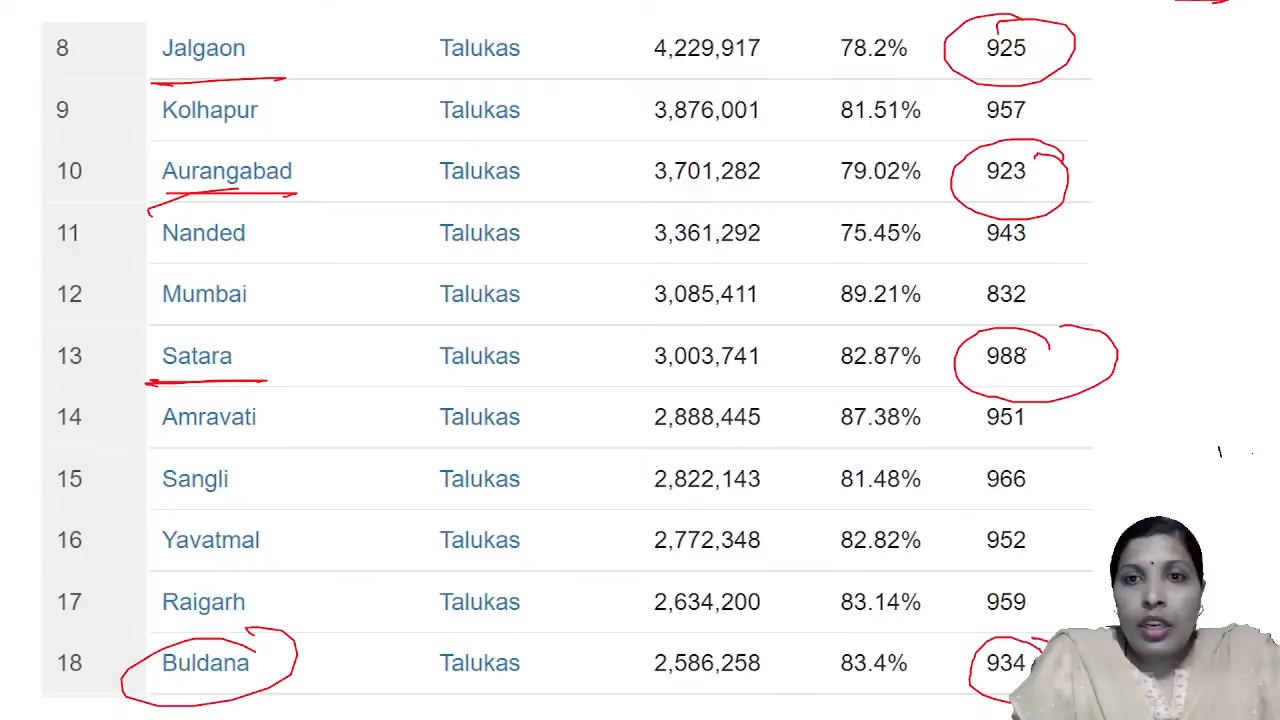 8 Jalgaon Talukas 4,229,917 78.2% 925
9 Kolhapur Talukas 3,876,001 81.51% 957
10 Aurangabad Talukas 3,701,282 79.02% 923
11 Nanded Talukas 3,361,292 75.45% 943
12 Mumbai Talukas 3,085,411 89.21% 832
13 Satara Talukas 3,003,741 82.87% 988
14 Amravati Talukas 2,888,445 87.38% 951
15 Sangli Talukas 2,822,143 81.48% 966
16 Yavatmal Talukas 2,772,348 82.82% 952
17 Raigarh Talukas 2,634,200 83.14% 959
18 Buldana Talukas 2,586,258 83.4% 934